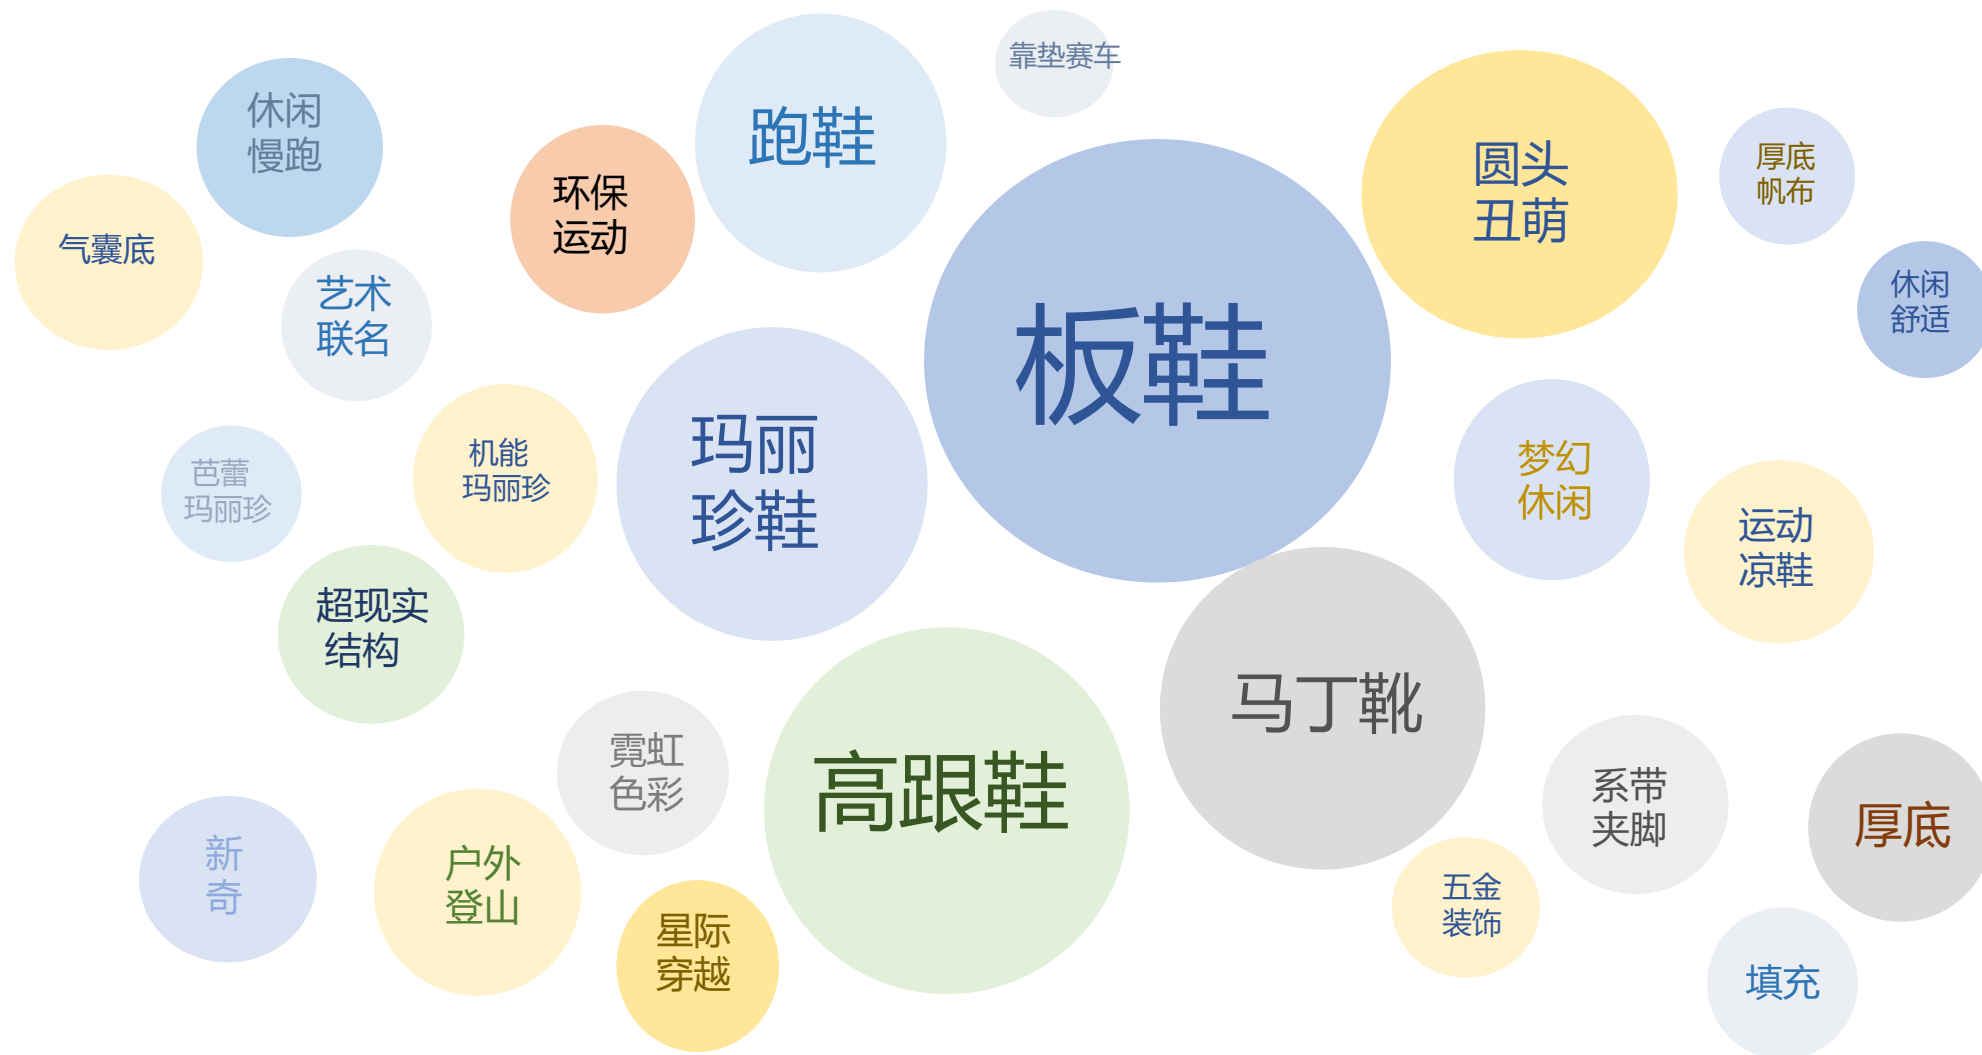 靠垫赛车
休闲
慢跑
跑鞋
圆头
丑萌
厚底
帆布
环保
运动
气囊底
艺术
联名
休闲
舒适
板鞋
玛丽
珍鞋
机能
玛丽珍
芭蕾
玛丽珍
梦幻
休闲
运动
凉鞋
超现实
结构
马丁靴
霓虹
色彩
高跟鞋
系带
夹脚
厚底
新
奇
户外
登山
五金
装饰
星际
穿越
填充